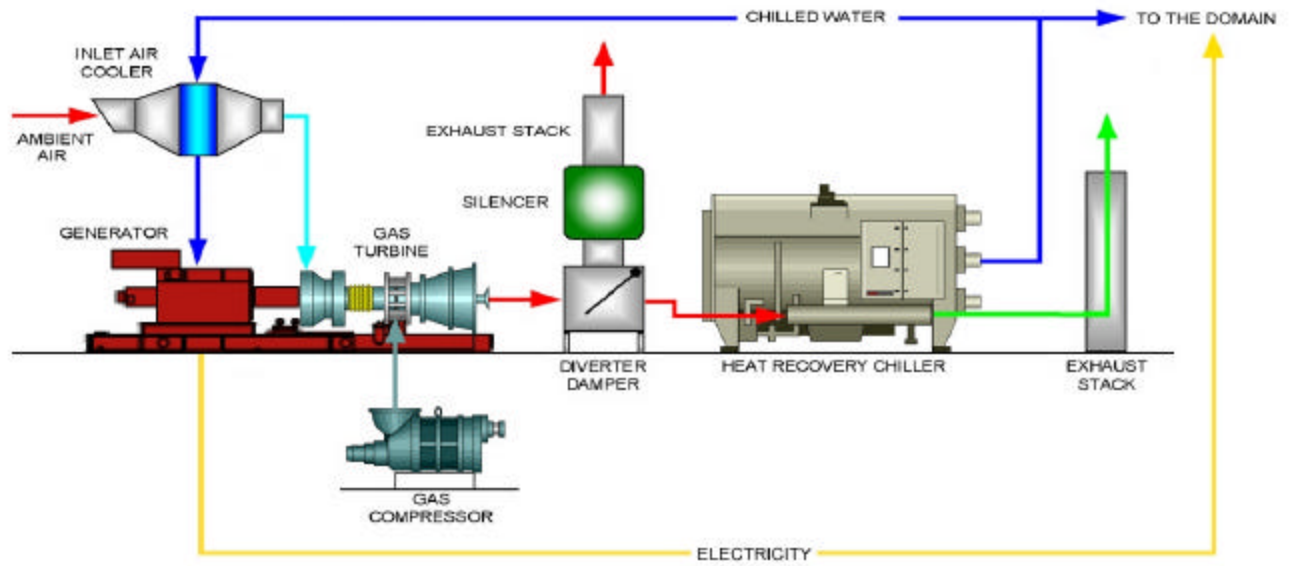 CHILLED WATER
TO THE DOMAIN
INLET AIR
COOLER
AMBIENT
AIR
EXHAUST STACK
SILENCER
GENERATOR
GAS
TURBINE
DIVERTER
DAMPER
HEAT RECOVERY CHILLER
EXHAUST
STACK
GAS
COMPRESSOR
ELECTRICITY